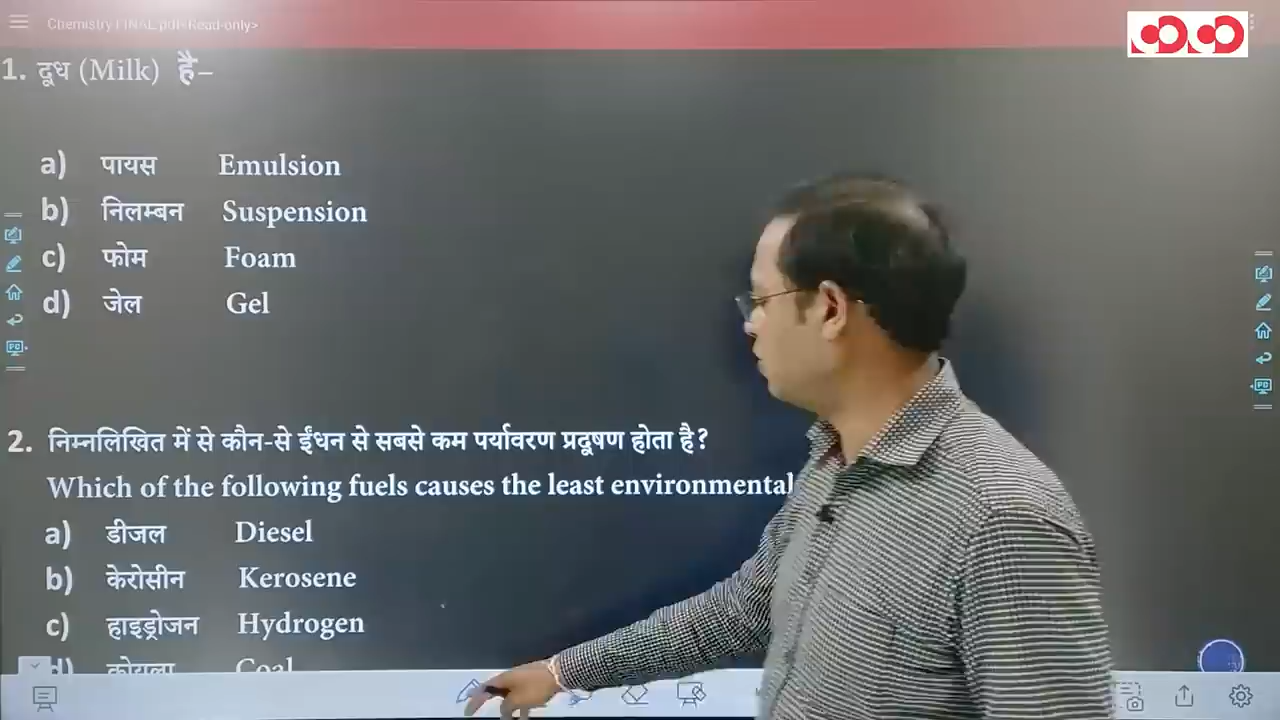 Chemistry FINAL.pdf<Read-only>
1. दूध (Milk) है–
a) पायस Emulsion
b) निलम्बन Suspension
c) फोम Foam
d) जेल Gel
2. निम्नलिखित में से कौन-से ईंधन से सबसे कम पर्यावरण प्रदूषण होता है?
Which of the following fuels causes the least environmental
a) डीजल Diesel
b) केरोसीन Kerosene
c) हाइड्रोजन Hydrogen
d) कोयला Coal